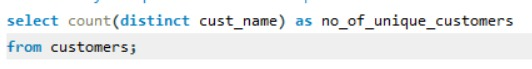 select count(distinct cust_name) as no_of_unique_customers
from customers;